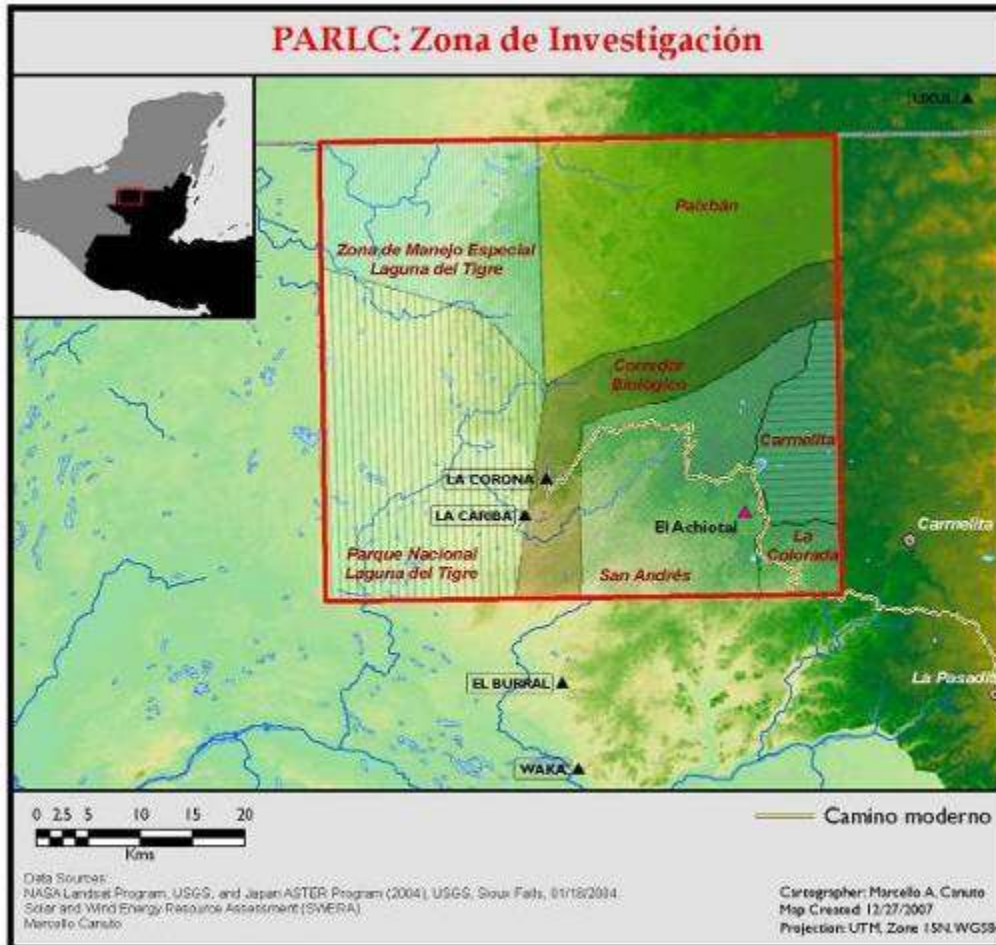 PARLC: Zona de Investigación
UXUL
Paixbán
Zona de Manejo Especial
Laguna del Tigre
Corredor
Biológico
Carmelita
LA CORONA
LA CARIBA
El Achiotal
La
Colorada
Carmelita
Parque Nacional
Laguna del Tigre
San Andrés
EL BURRAL
La Pasadit
WAKA
0 2.5 5 10 15 20
Kms
Camino moderno
Data Sources:
NASA Landsat Program, USGS, and Japan ASTER Program (2004), USGS, Sioux Falls, 01/18/2004
Solar and Wind Energy Resource Assessment (SWERA)
Marcello Canuto
Cartographer: Marcello A. Canuto
Map Created: 12/27/2007
Projection: UTM, Zone 15N, WGS8